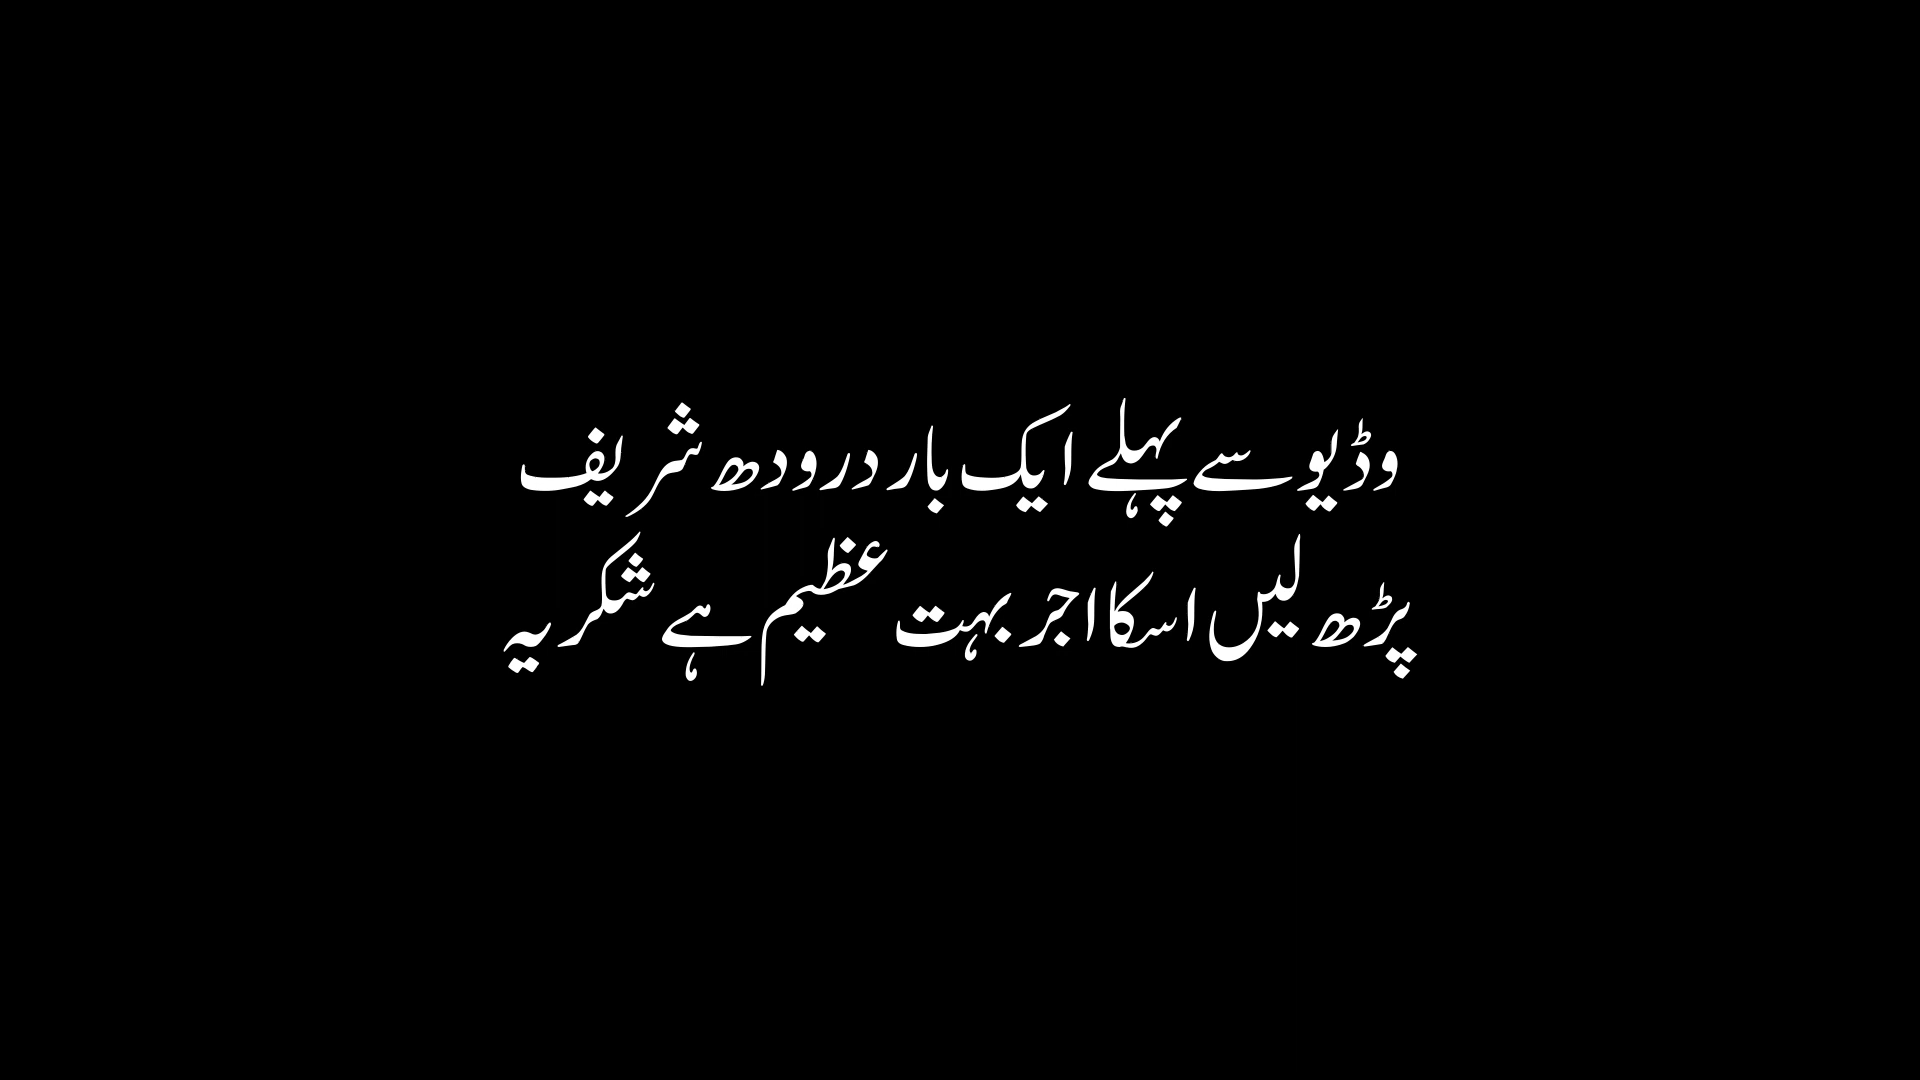 وڈیو سے پہلے ایک بار درودھ شریف
پڑھ لیں اسکا اجر بہت عظیم ہے شکریہ